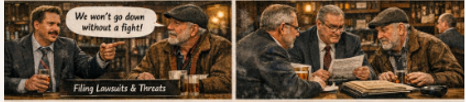 We won't go down
without a fight!
Filing Lawsuits & Threats